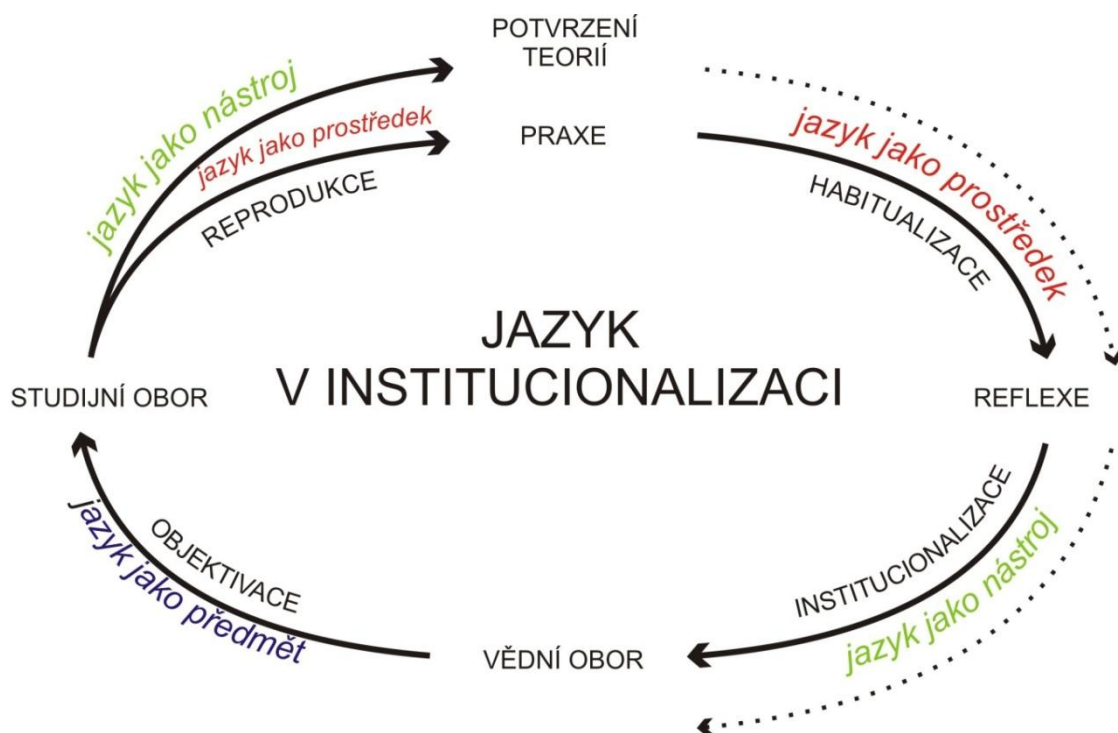 POTVRZENÍ
TEORIÍ
jazyk jako nástroj
jazyk jako prostředek
REPRODUKCE
PRAXE
jazyk jako prostředek
HABITUALIZACE
JAZYK
V INSTITUCIONALIZACI
STUDIJNÍ OBOR
REFLEXE
OBJEKTIVACE
jazyk jako předmět
INSTITUCIONALIZACE
jazyk jako nástroj
VĚDNÍ OBOR